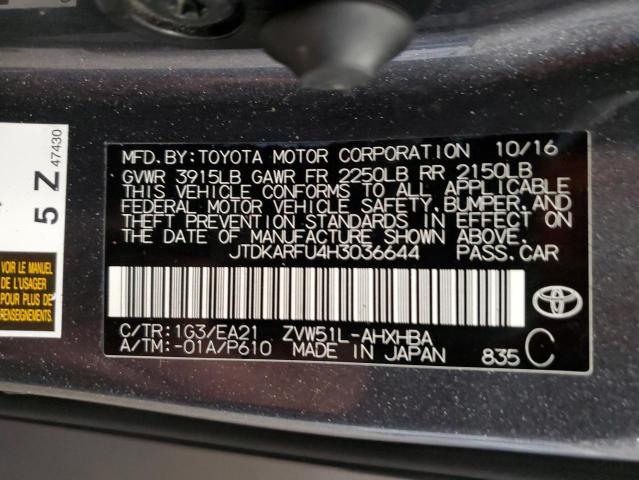 MFD.BY:TOYOTA MOTOR CORPORATION 10/16
GVWR 3915LB GAWR FR 2250LB RR 2150LB
THIS VEHICLE CONFORMS TO ALL APPLICABLE
FEDERAL MOTOR VEHICLE SAFETY, BUMPER, AND
THEFT PREVENTION STANDARDS IN EFFECT ON
THE DATE OF MANUFACTURE SHOWN ABOVE.
JTDKARFU4H3036644 PASS.CAR
C/TR:1G3/EA21 ZVW51L-AHXHBA
A/TM:-01A/P610 MADE IN JAPAN 835 C
5 Z 47430
VOIR LE MANUEL
DE L'USAGER
POUR PLUS DE
RENSEIGNEMENTS.